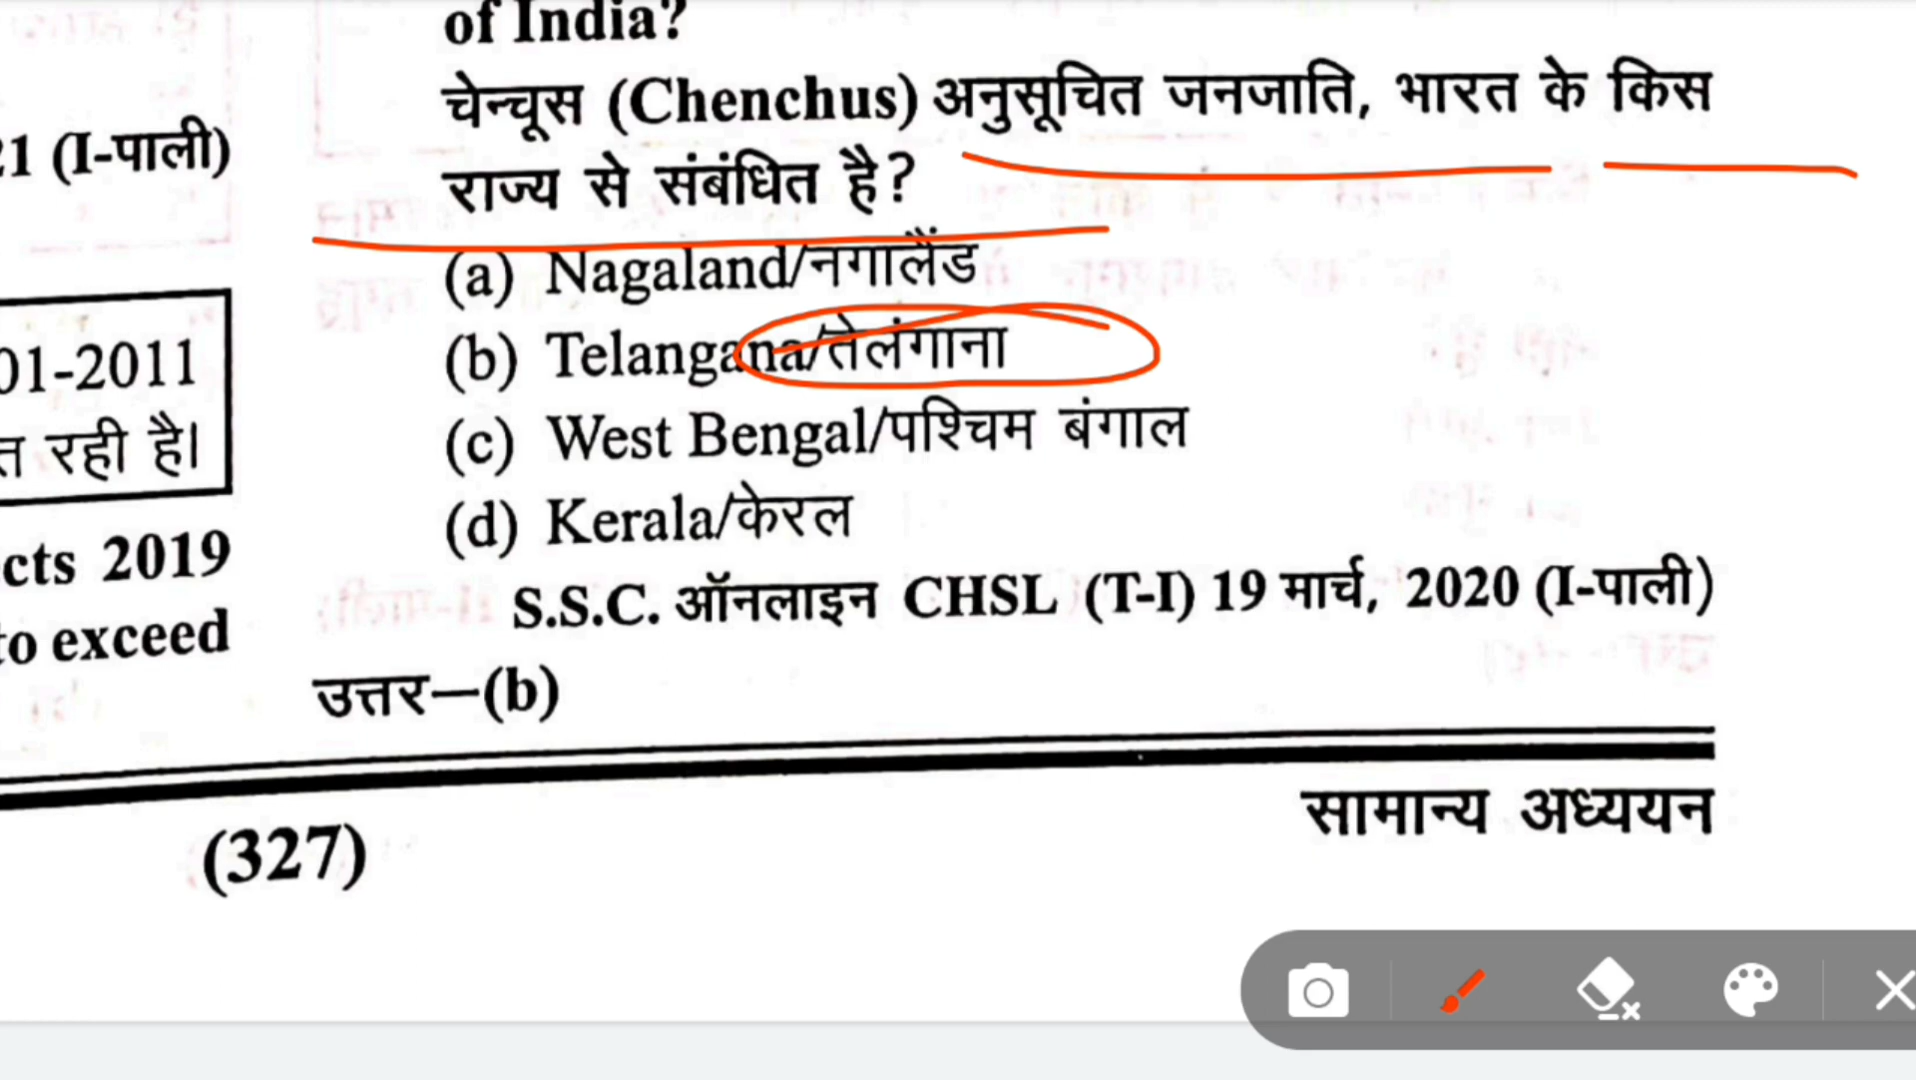 of India?
चेन्चूस (Chenchus) अनुसूचित जनजाति, भारत के किस
राज्य से संबंधित है?
(a) Nagaland/नगालैंड
(b) Telangana/तेलंगाना
(c) West Bengal/पश्चिम बंगाल
(d) Kerala/केरल
S.S.C. ऑनलाइन CHSL (T-I) 19 मार्च, 2020 (I-पाली)
उत्तर—(b)
1 (I-पाली)
01-2011
त रही है।
cts 2019
to exceed
(327)
सामान्य अध्ययन